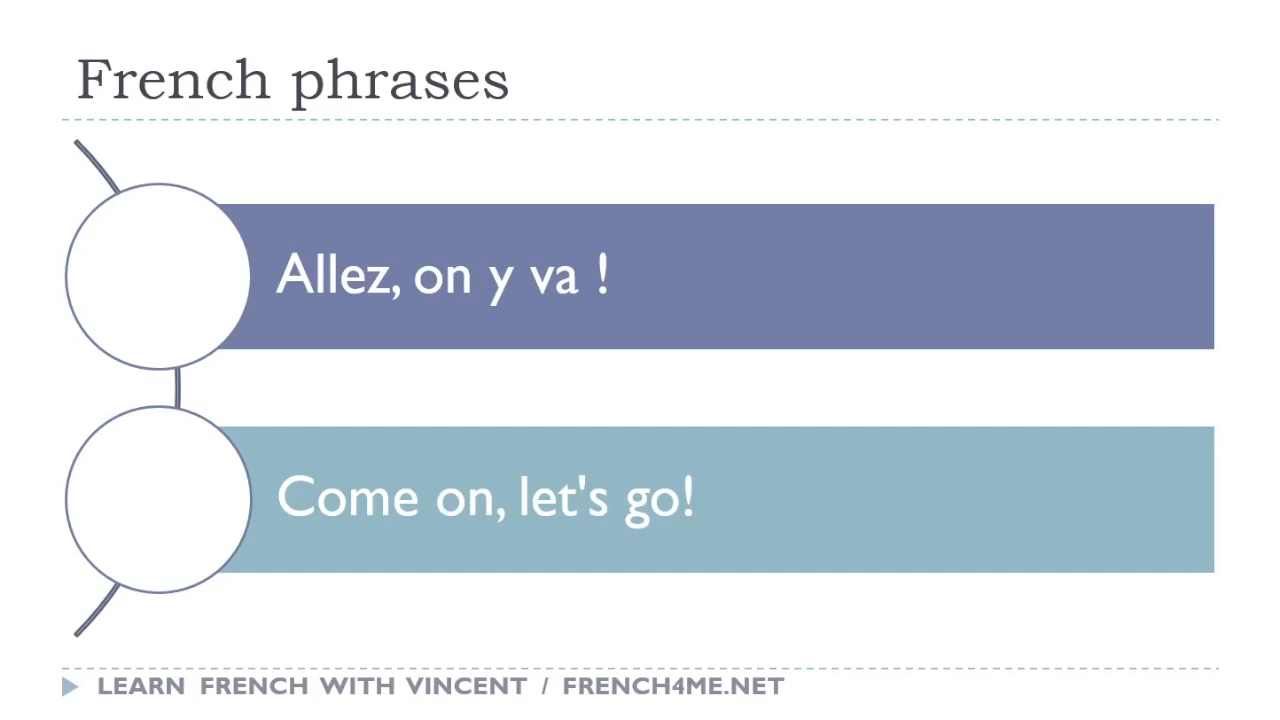 French phrases
Allez, on y va !
Come on, let's go!
LEARN FRENCH WITH VINCENT / FRENCH4ME.NET